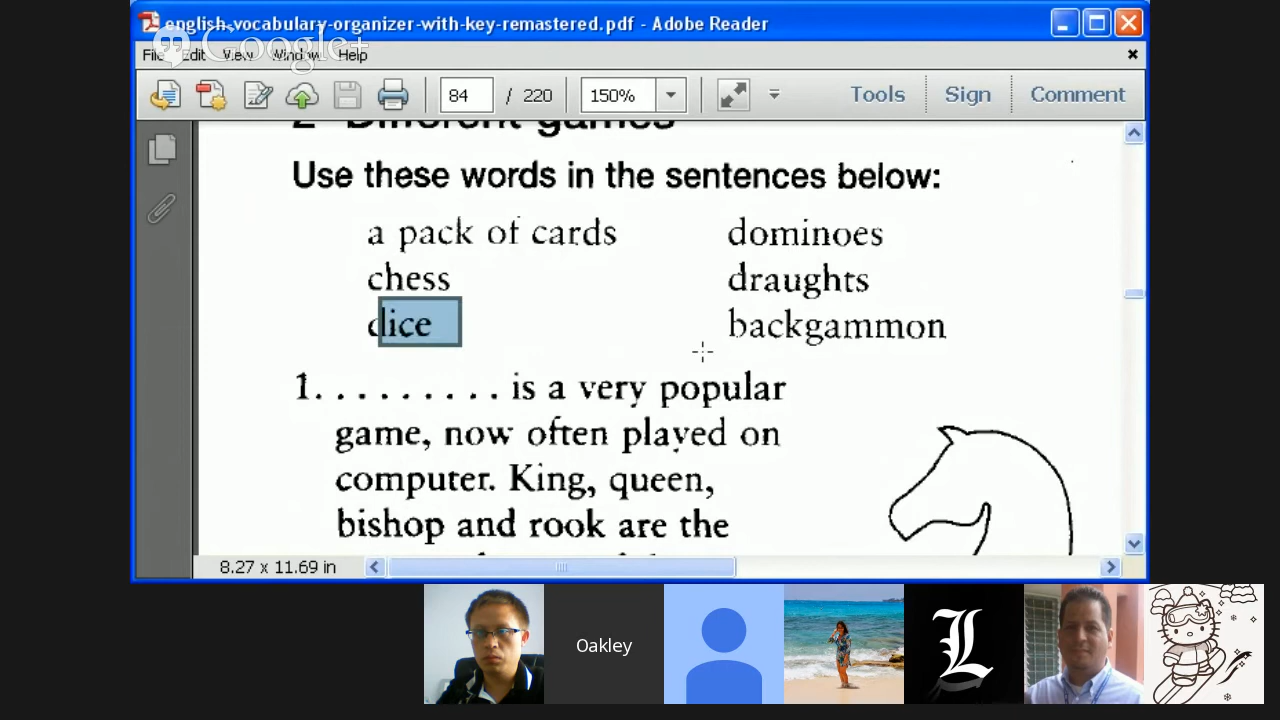 english-vocabulary-organizer-with-key-remastered.pdf - Adobe Reader
Google+
File Edit View Window Help
84 / 220 150% Tools Sign Comment
2 Different games
Use these words in the sentences below:
a pack of cards dominoes
chess draughts
dice backgammon
1. . . . . . . . . . is a very popular
game, now often played on
computer. King, queen,
bishop and rook are the
8.27 x 11.69 in
Oakley
L